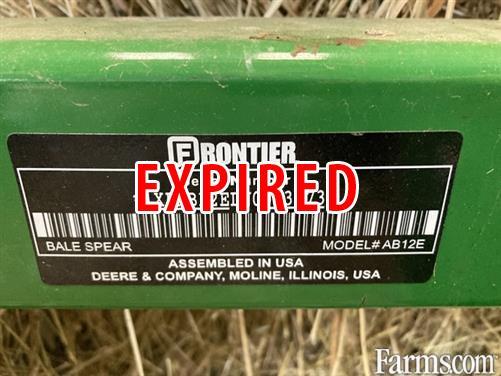 FRONTIER
EXPIRED
BALE SPEAR MODEL# AB12E
ASSEMBLED IN USA
DEERE & COMPANY, MOLINE, ILLINOIS, USA
Farms.com